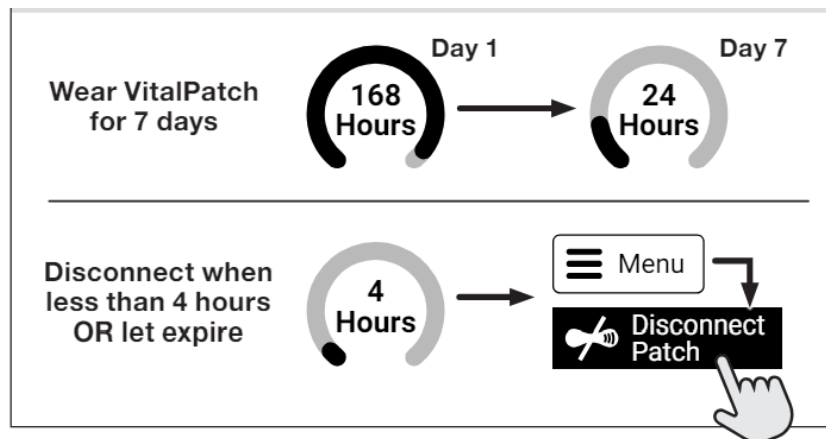 Wear VitalPatch
for 7 days
168
Hours
Day 1
24
Hours
Day 7
Disconnect when
less than 4 hours
OR let expire
4
Hours
Menu
Disconnect
Patch